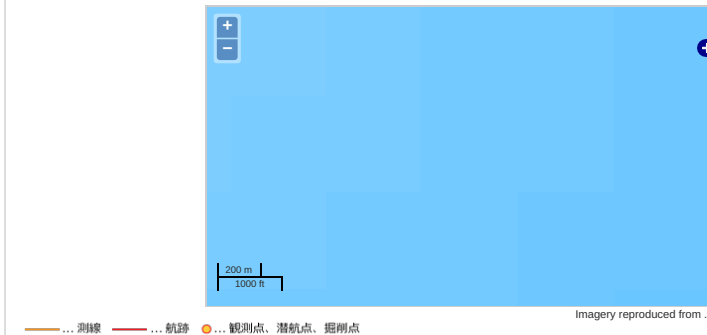 +
−
200 m
1000 ft
Imagery reproduced from .
... 測線 ... 航跡 ... 観測点、潜航点、掘削点